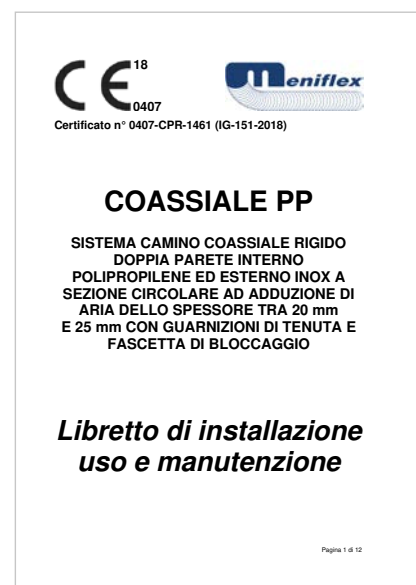 18
CE
0407
Meniflex
Certificato n° 0407-CPR-1461 (IG-151-2018)
COASSIALE PP
SISTEMA CAMINO COASSIALE RIGIDO
DOPPIA PARETE INTERNO
POLIPROPILENE ED ESTERNO INOX A
SEZIONE CIRCOLARE AD ADDUZIONE DI
ARIA DELLO SPESSORE TRA 20 mm
E 25 mm CON GUARNIZIONI DI TENUTA E
FASCETTA DI BLOCCAGGIO
Libretto di installazione
uso e manutenzione
Pagina 1 di 12